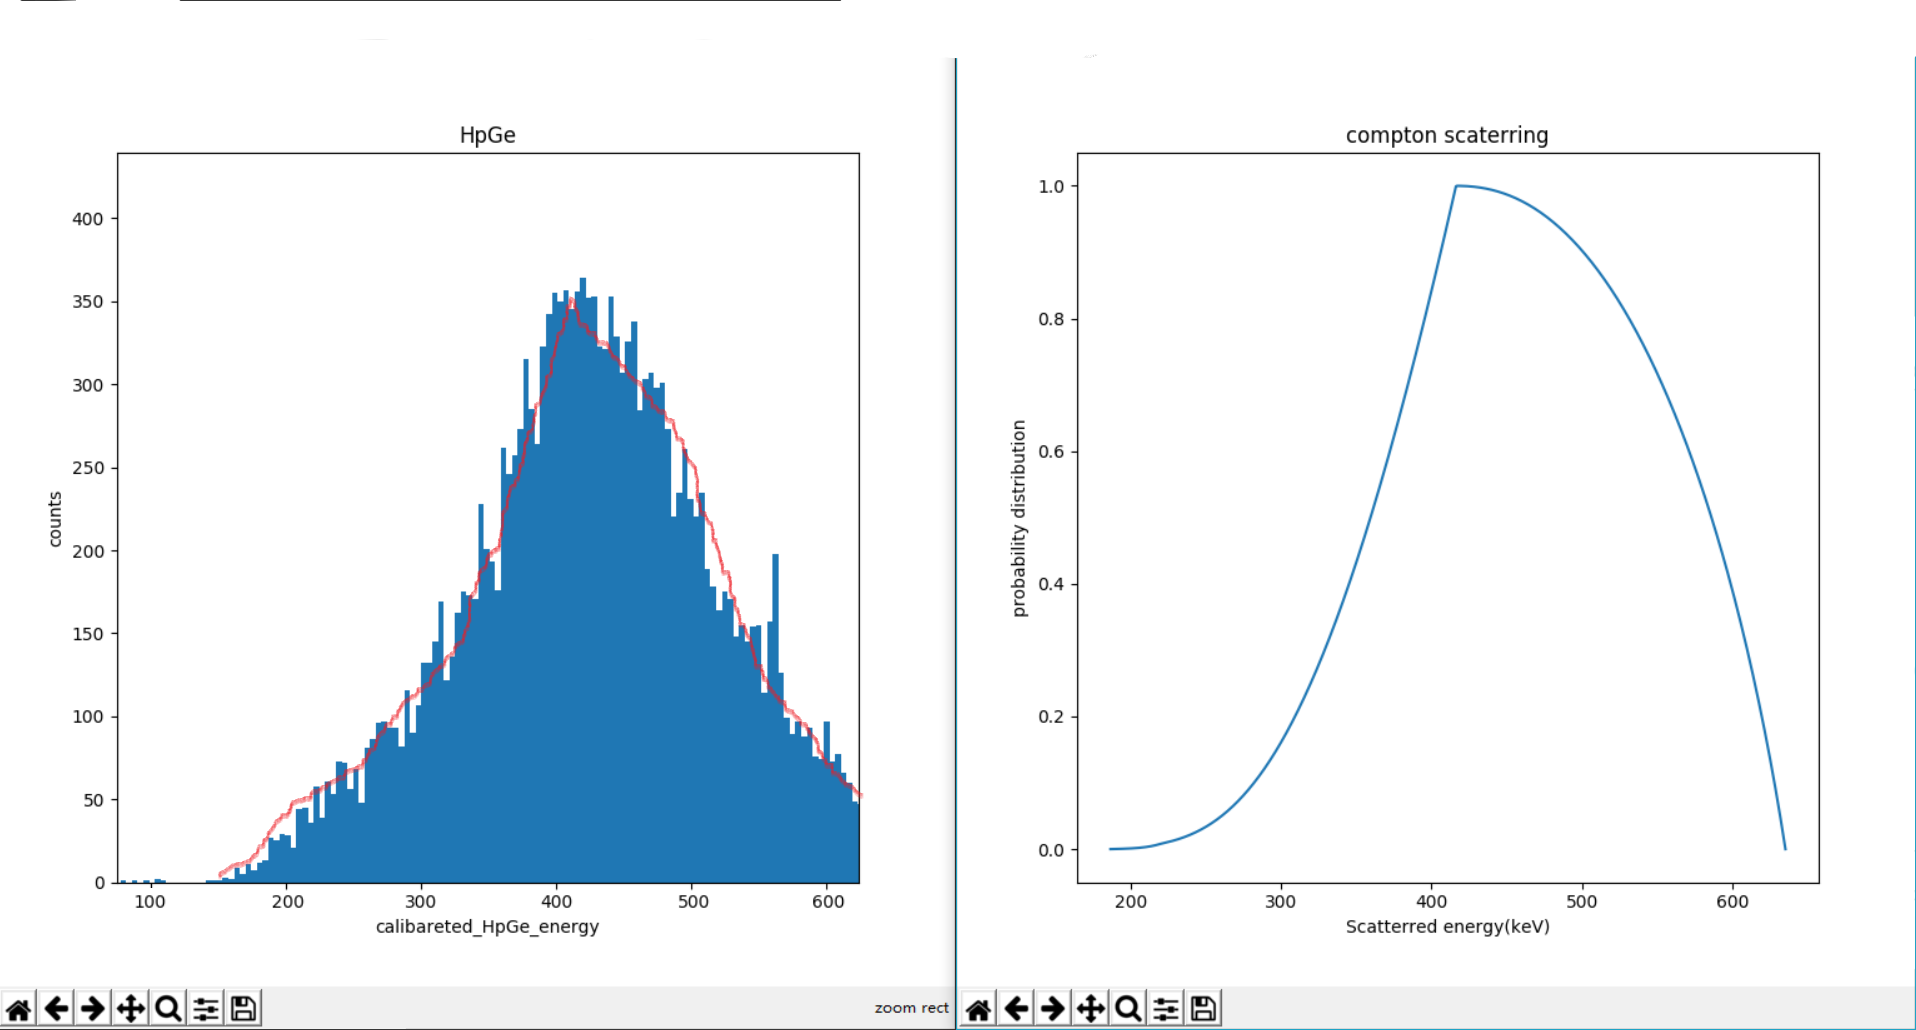 HpGe
counts
400
350
300
250
200
150
100
50
0
100 200 300 400 500 600
calibareted_HpGe_energy
zoom rect
compton scaterring
probability distribution
1.0
0.8
0.6
0.4
0.2
0.0
200 300 400 500 600
Scatterred energy(keV)